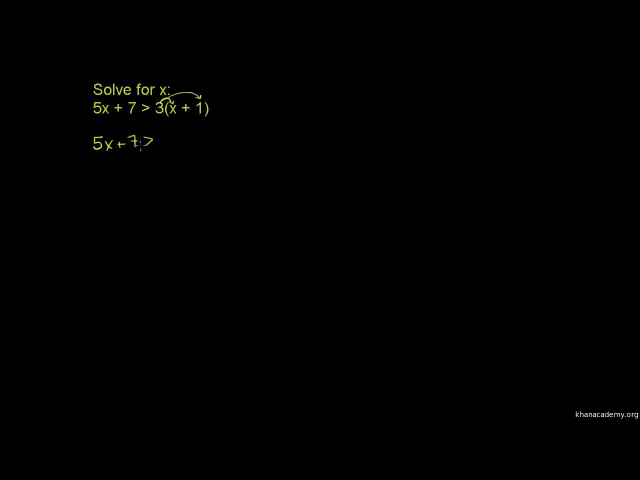 Solve for x:
5x + 7 > 3(x + 1)
5x + 7 >
khanacademy.org